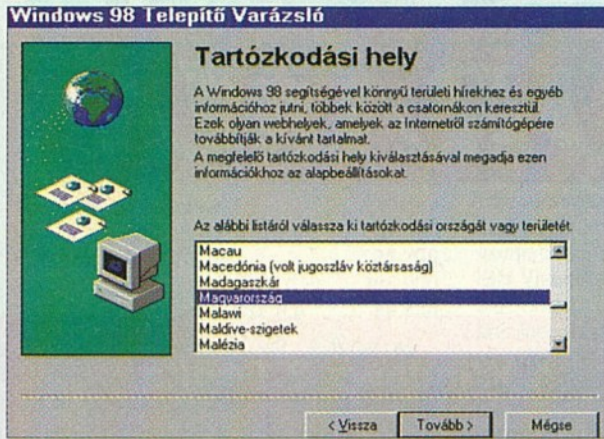 Windows 98 Telepítő Varázsló
Tartózkodási hely
A Windows 98 segítségével könnyű területi hírekhez és egyéb
információhoz jutni, többek között a csatornákon keresztül.
Ezek olyan webhelyek, amelyek az Internetről számítógépére
továbbítják a kívánt tartalmat.
A megfelelő tartózkodási hely kiválasztásával megadja ezen
információkhoz az alapbeállításokat.
Az alábbi listáról válassza ki tartózkodási országát vagy területét.
Macau
Macedónia (volt jugoszláv köztársaság)
Madagaszkár
Magyarország
Malawi
Maldive-szigetek
Malézia
< Vissza
Tovább >
Mégse